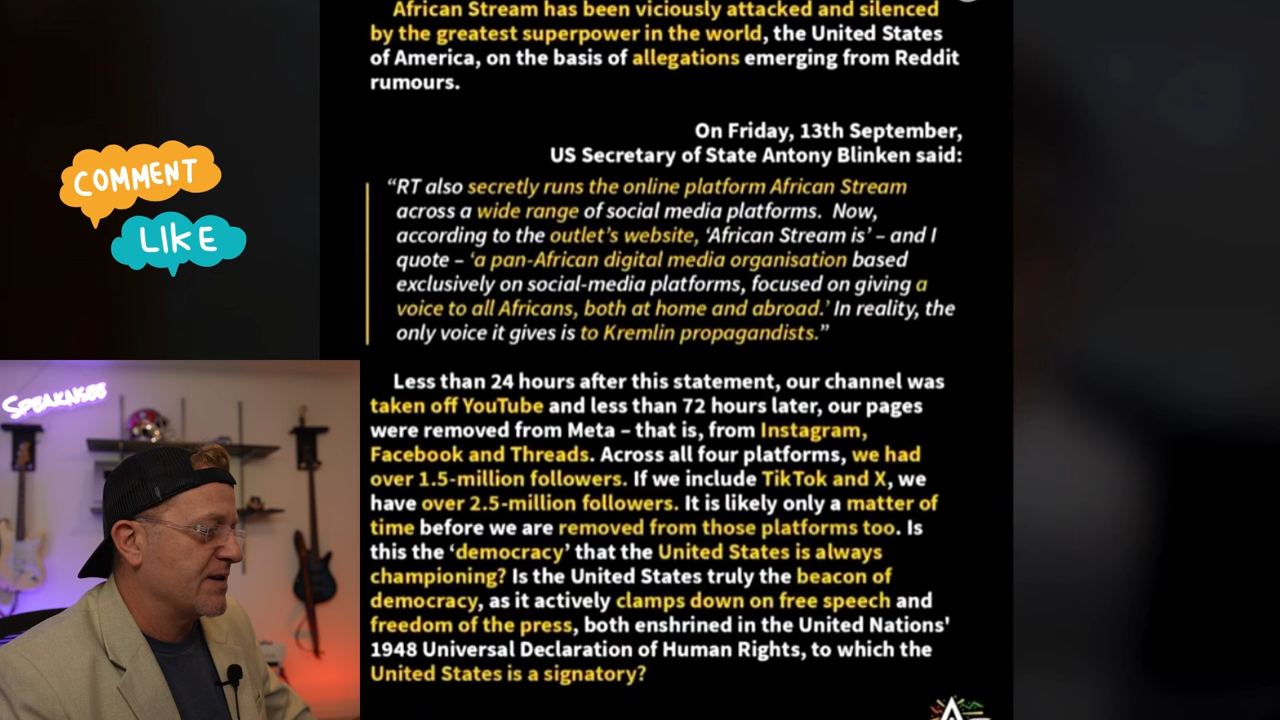 African Stream has been viciously attacked and silenced
by the greatest superpower in the world, the United States
of America, on the basis of allegations emerging from Reddit
rumours.
On Friday, 13th September,
US Secretary of State Antony Blinken said:
“RT also secretly runs the online platform African Stream
across a wide range of social media platforms. Now,
according to the outlet’s website, ‘African Stream is’ – and I
quote – ‘a pan-African digital media organisation based
exclusively on social-media platforms, focused on giving a
voice to all Africans, both at home and abroad.’ In reality, the
only voice it gives is to Kremlin propagandists.”
Less than 24 hours after this statement, our channel was
taken off YouTube and less than 72 hours later, our pages
were removed from Meta – that is, from Instagram,
Facebook and Threads. Across all four platforms, we had
over 1.5-million followers. If we include TikTok and X, we
have over 2.5-million followers. It is likely only a matter of
time before we are removed from those platforms too. Is
this the ‘democracy’ that the United States is always
championing? Is the United States truly the beacon of
democracy, as it actively clamps down on free speech and
freedom of the press, both enshrined in the United Nations'
1948 Universal Declaration of Human Rights, to which the
United States is a signatory?
COMMENT
LIKE
SPEAKNSEE